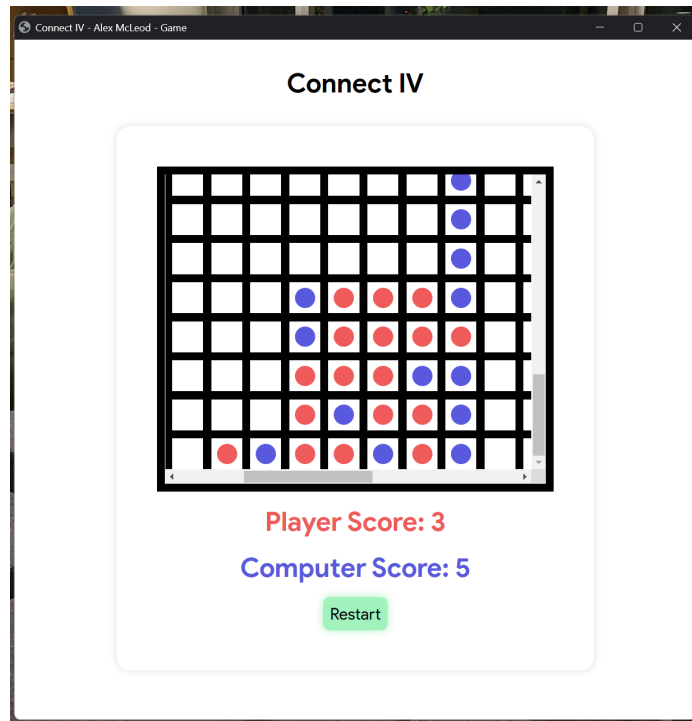 Connect IV - Alex McLeod - Game
Connect IV
Player Score: 3
Computer Score: 5
Restart